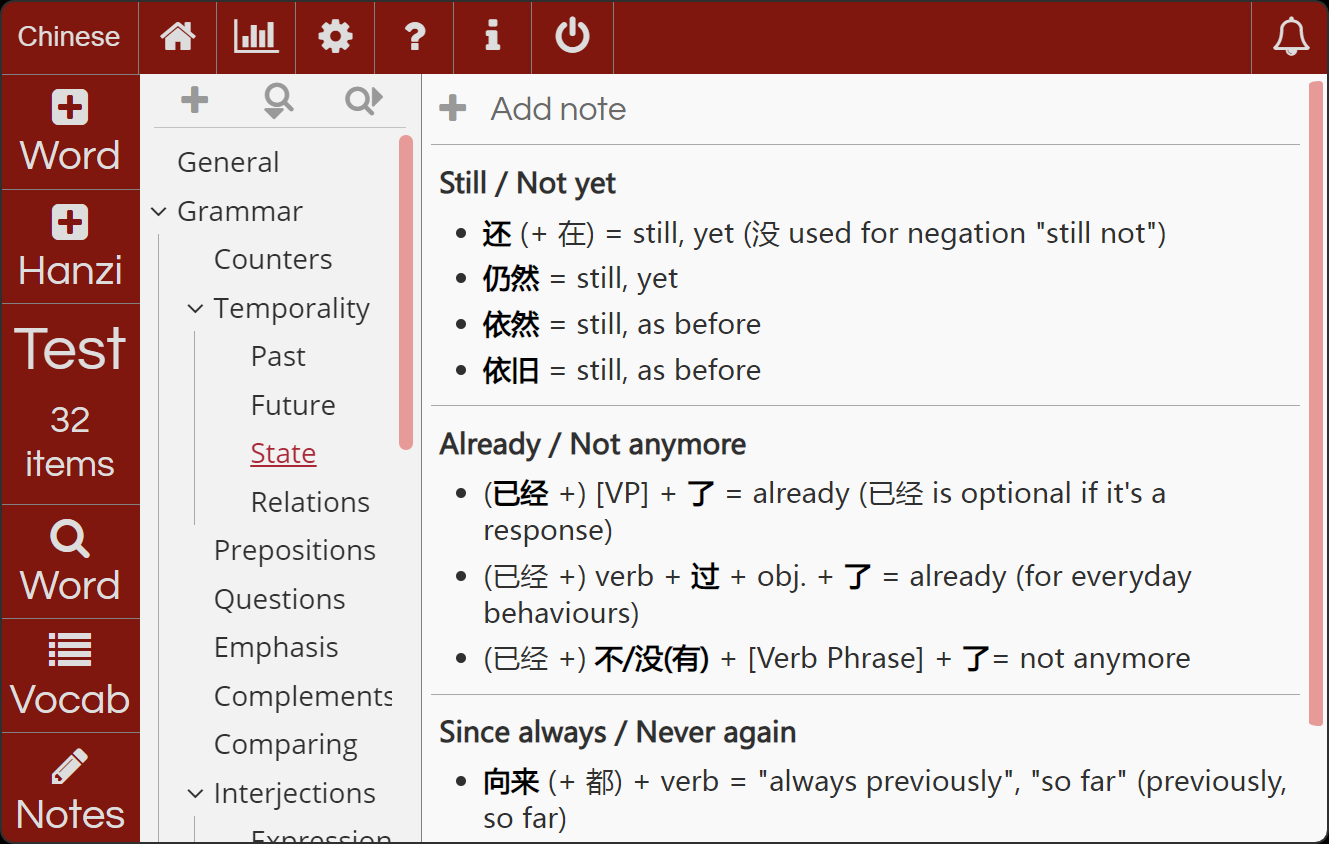 Chinese
Word
Hanzi
Test
32
items
Word
Vocab
Notes
General
Grammar
Counters
Temporality
Past
Future
State
Relations
Prepositions
Questions
Emphasis
Complements
Comparing
Interjections
Expression
Add note
Still / Not yet
• 还 (+ 在) = still, yet (没 used for negation "still not")
• 仍然 = still, yet
• 依然 = still, as before
• 依旧 = still, as before
Already / Not anymore
• (已经 +) [VP] + 了 = already (已经 is optional if it's a
response)
• (已经 +) verb + 过 + obj. + 了 = already (for everyday
behaviours)
• (已经 +) 不/没(有) + [Verb Phrase] + 了= not anymore
Since always / Never again
• 向来 (+ 都) + verb = "always previously", "so far" (previously,
so far)